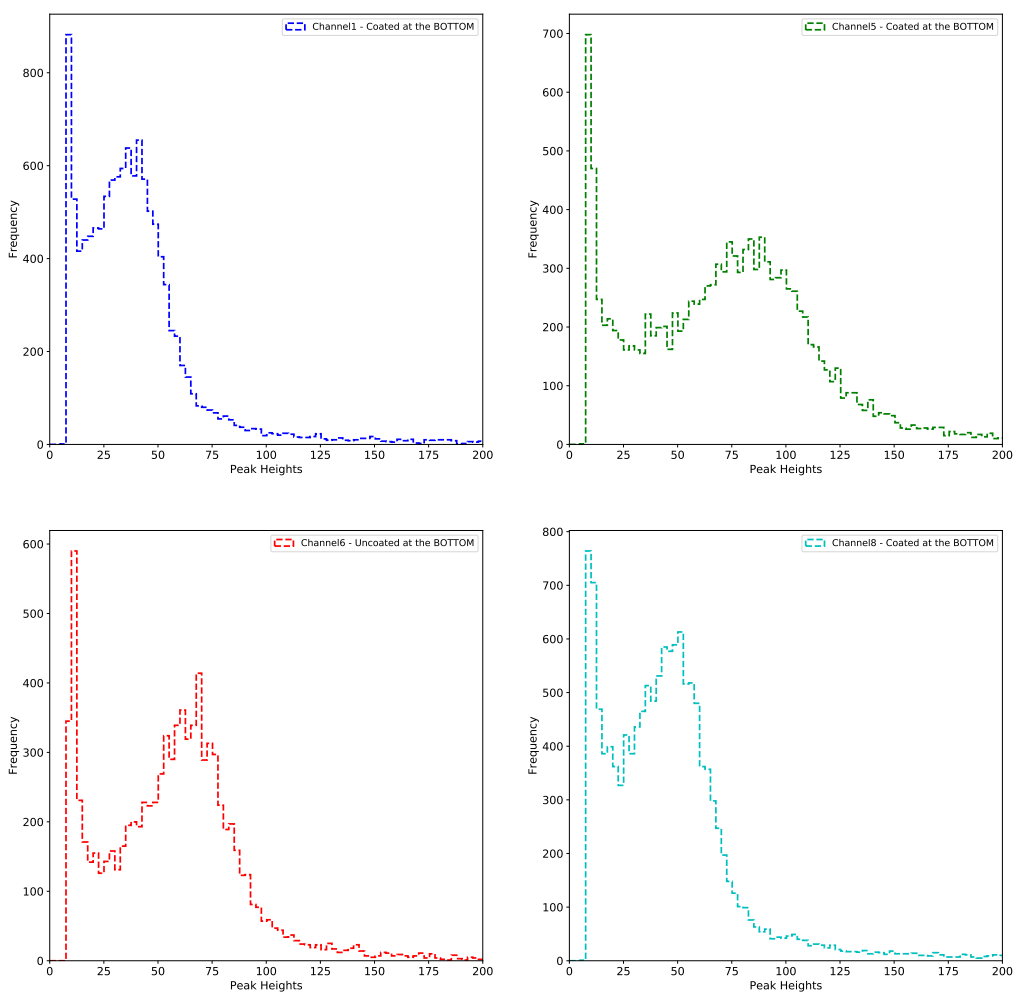 Channel1 - Coated at the BOTTOM
800
600
400
200
0
Frequency
0 25 50 75 100 125 150 175 200
Peak Heights
Channel5 - Coated at the BOTTOM
700
600
500
400
300
200
100
0
Frequency
0 25 50 75 100 125 150 175 200
Peak Heights
Channel6 - Uncoated at the BOTTOM
600
500
400
300
200
100
0
Frequency
0 25 50 75 100 125 150 175 200
Peak Heights
Channel8 - Coated at the BOTTOM
800
700
600
500
400
300
200
100
0
Frequency
0 25 50 75 100 125 150 175 200
Peak Heights